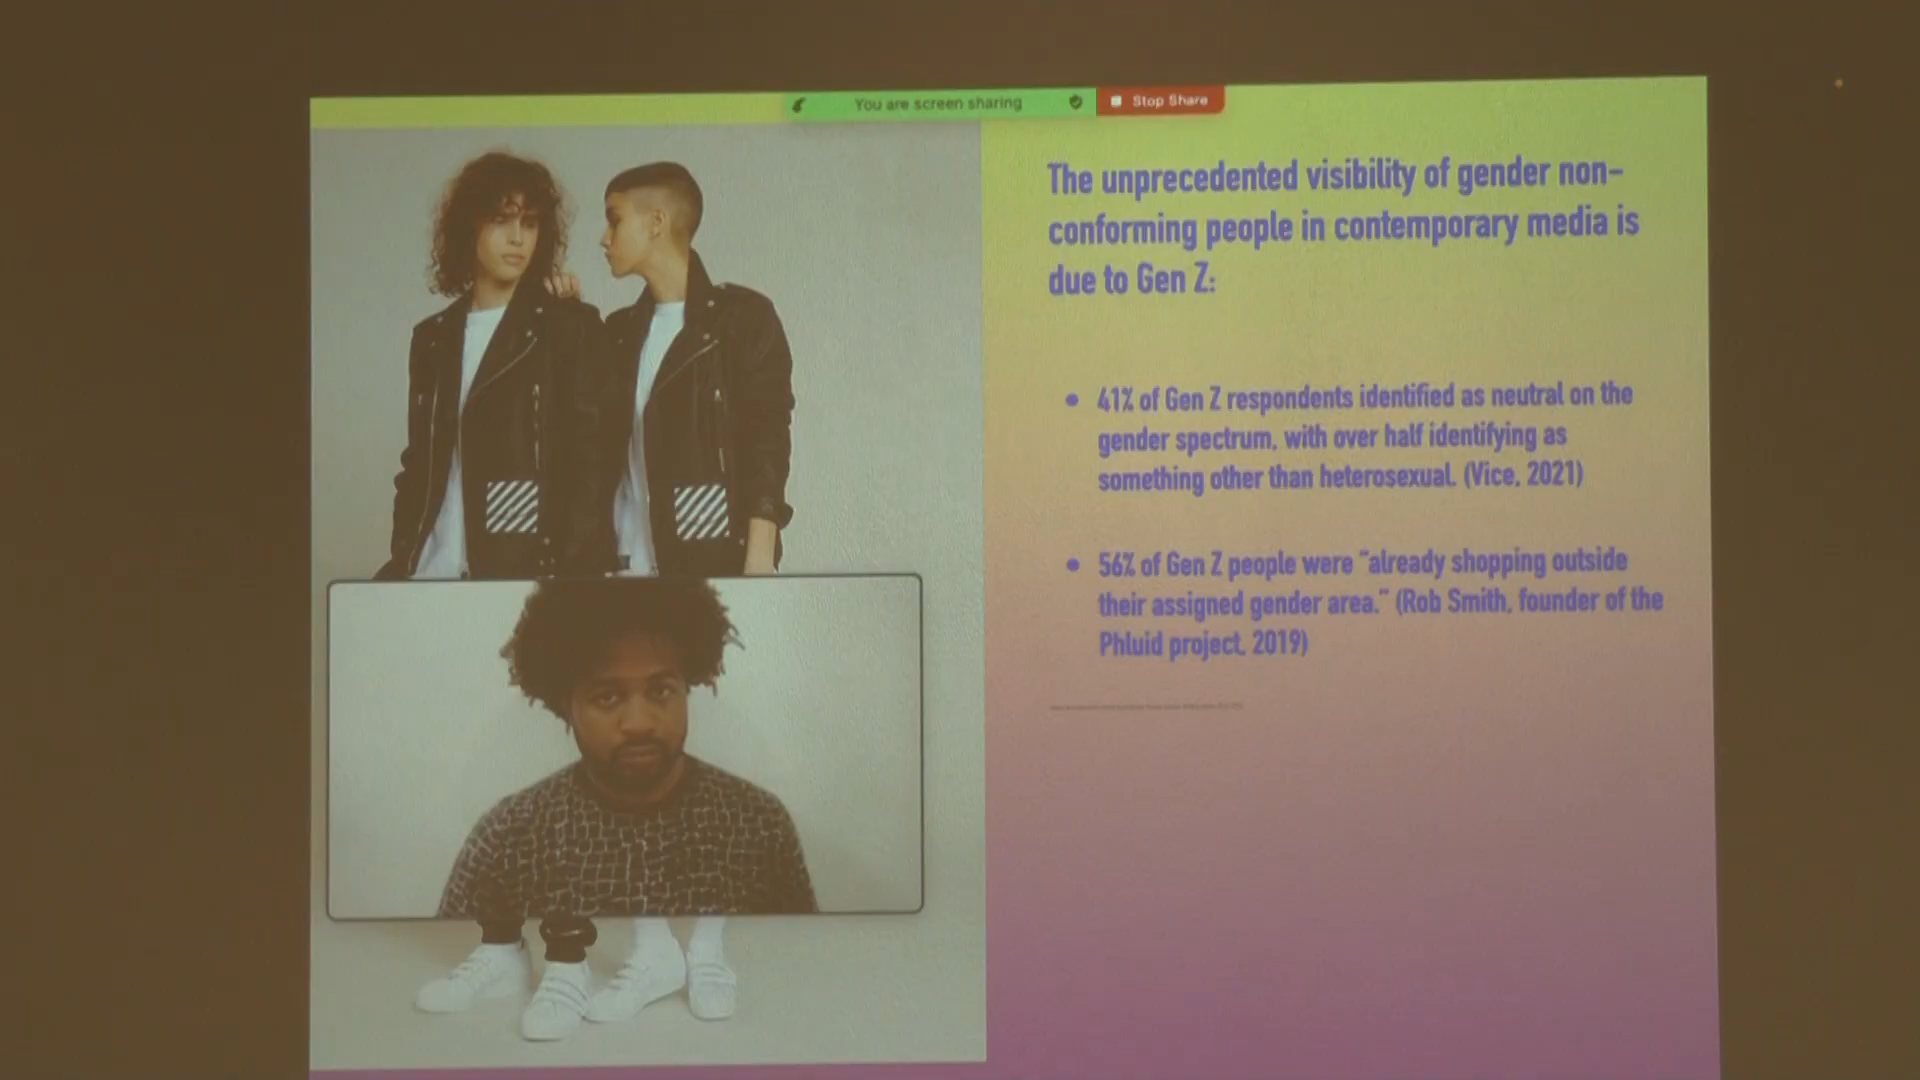 You are screen sharing
Stop Share
The unprecedented visibility of gender non-
conforming people in contemporary media is
due to Gen Z:
• 41% of Gen Z respondents identified as neutral on the
gender spectrum, with over half identifying as
something other than heterosexual. (Vice, 2021)
• 56% of Gen Z people were "already shopping outside
their assigned gender area." (Rob Smith, founder of the
Phluid project, 2019)